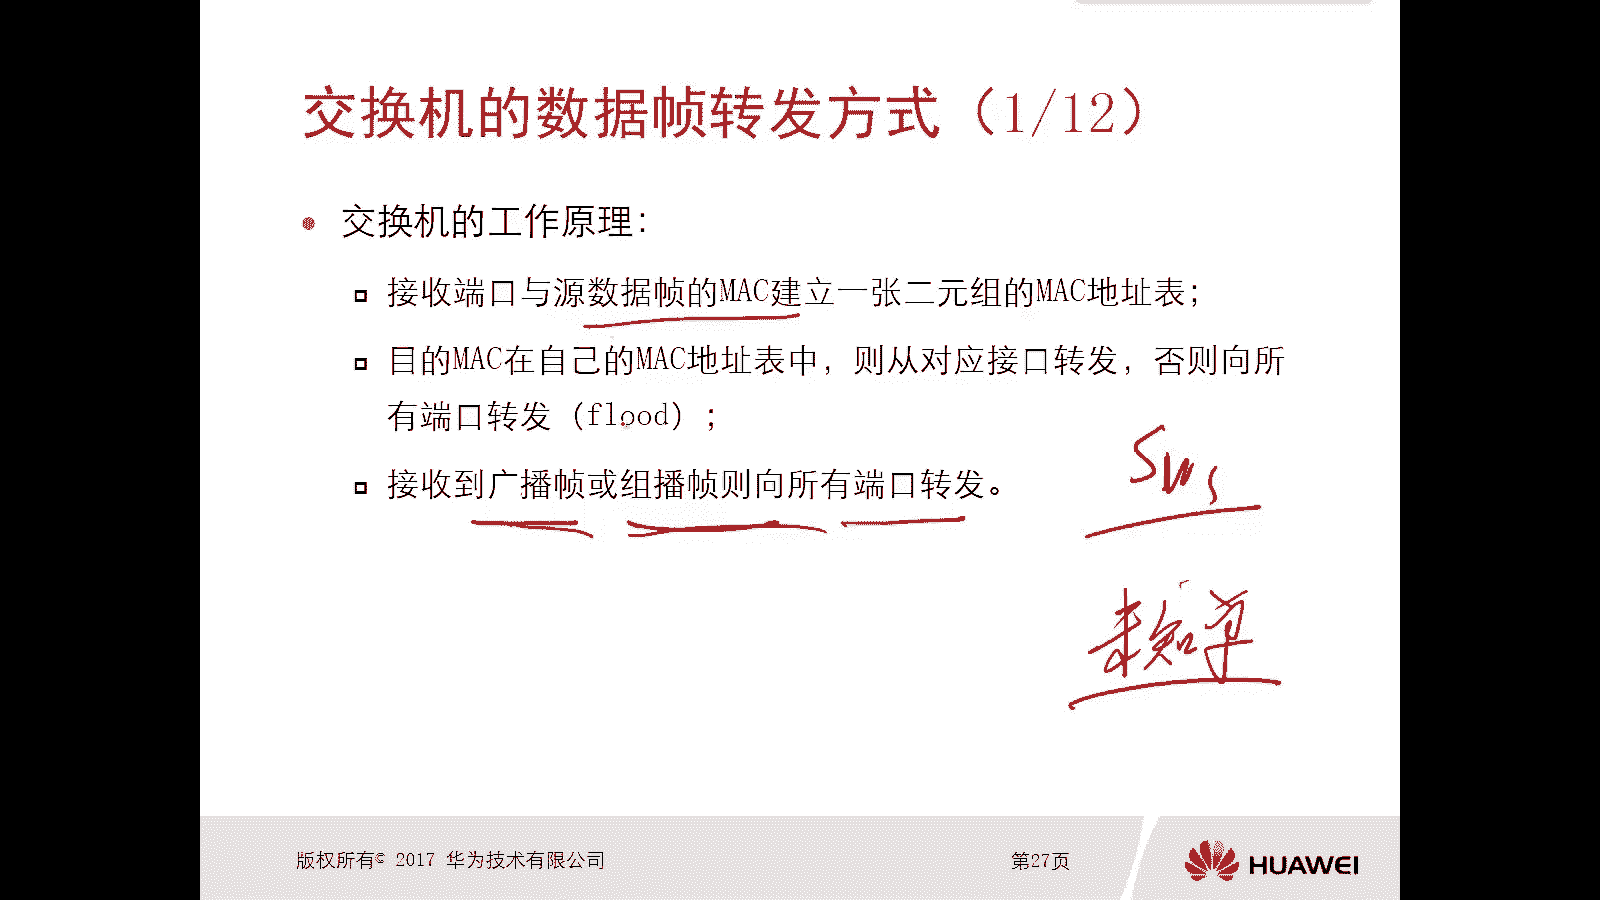 交换机的数据帧转发方式（1/12）
交换机的工作原理：
接收端口与源数据帧的MAC建立一张二元组的MAC地址表；
目的MAC在自己的MAC地址表中，则从对应接口转发，否则向所
有端口转发（flood）；
接收到广播帧或组播帧则向所有端口转发。
未知单
版权所有© 2017 华为技术有限公司
第27页
HUAWEI